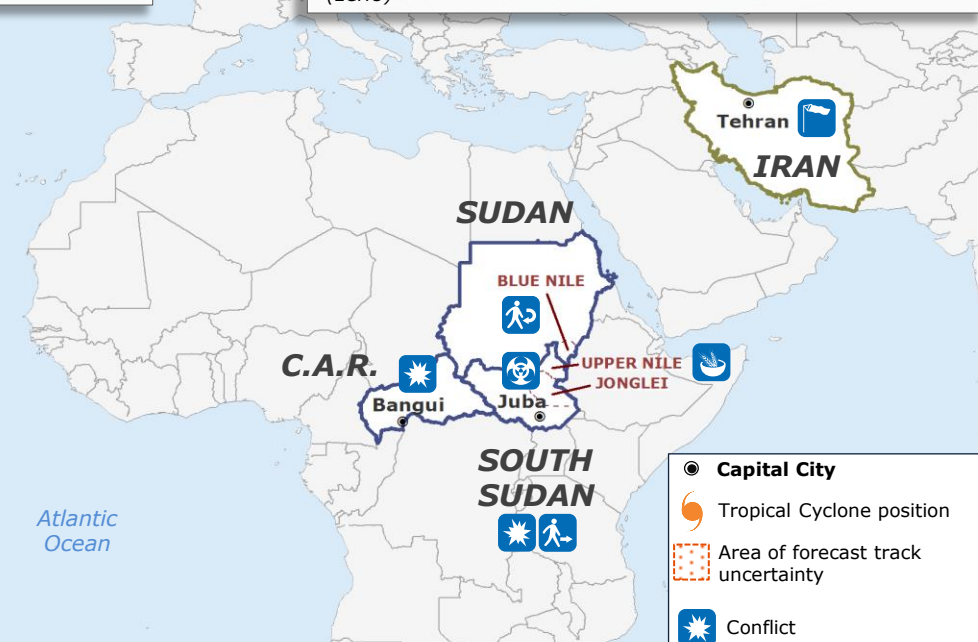 (ECHO)
Tehran
IRAN
SUDAN
BLUE NILE
UPPER NILE
JONGLEI
C.A.R.
Bangui
Juba
SOUTH
SUDAN
Atlantic
Ocean
Capital City
Tropical Cyclone position
Area of forecast track
uncertainty
Conflict